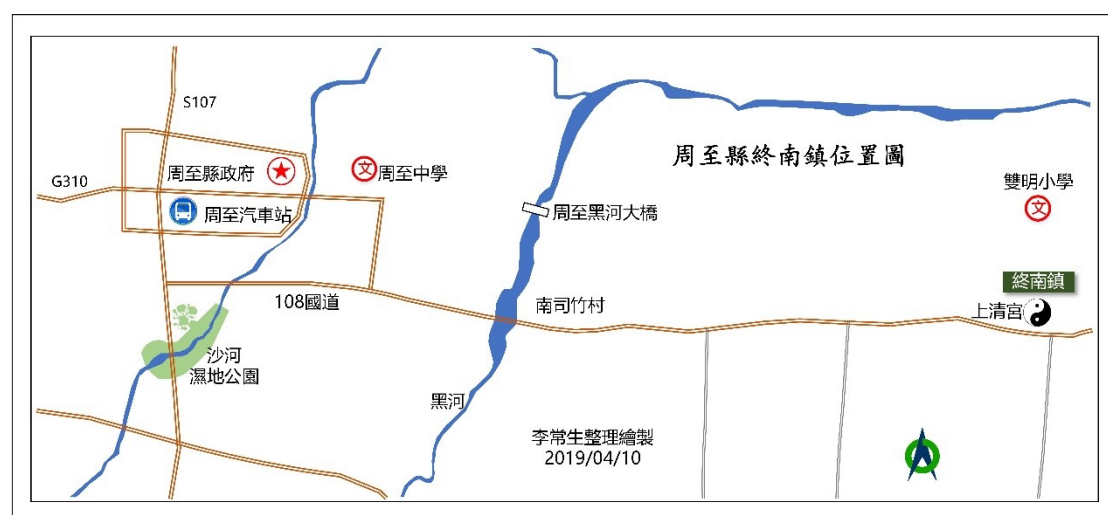 S107
周至縣終南鎮位置圖
周至縣政府
周至中學
G310
雙明小學
周至汽車站
周至黑河大橋
終南鎮
108國道
南司竹村
上清宮
沙河
濕地公園
黑河
李常生整理繪製
2019/04/10
文
文